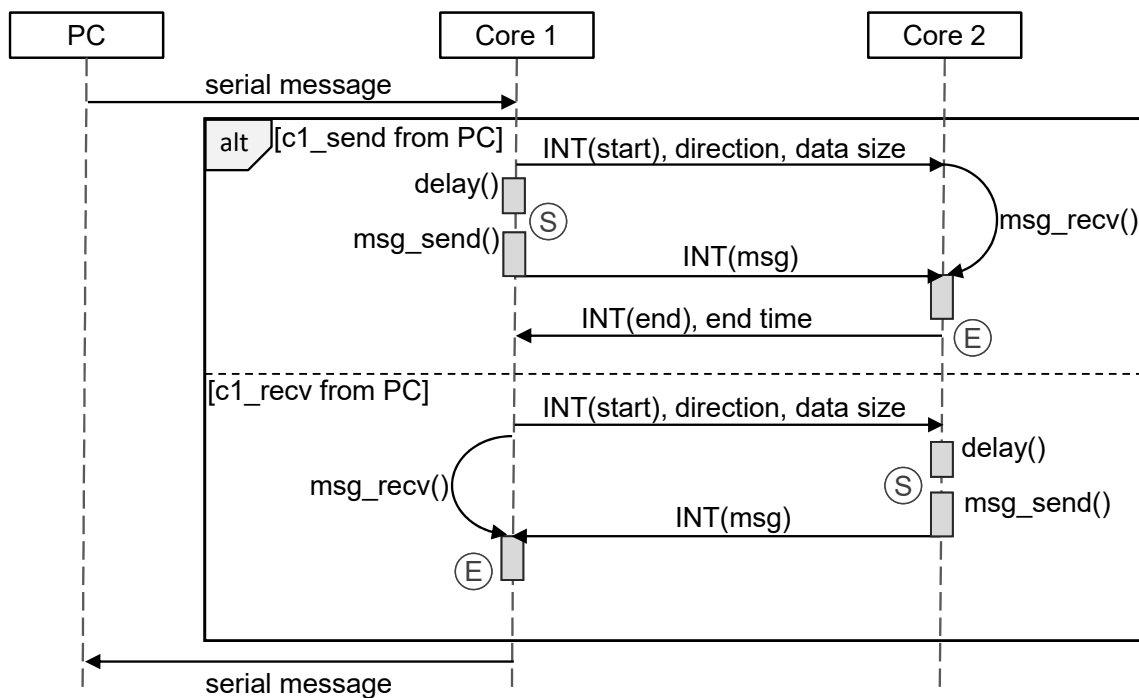 PC
Core 1
Core 2
serial message
alt
[c1_send from PC]
INT(start), direction, data size
delay()
S
msg_recv()
msg_send()
INT(msg)
INT(end), end time
E
[c1_recv from PC]
INT(start), direction, data size
delay()
msg_recv()
S
msg_send()
INT(msg)
E
serial message